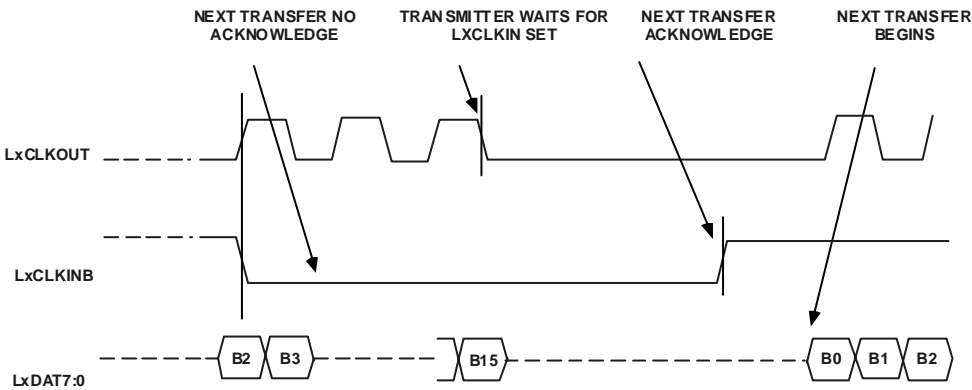 NEXT TRANSFER NO
ACKNOWLEDGE
TRANSMITTER WAITS FOR
LXCLKIN SET
NEXT TRANSFER
ACKNOWLEDGE
NEXT TRANSFER
BEGINS
LxCLKOUT
LxCLKINB
LxDAT7:0
B2 B3 B15 B0 B1 B2